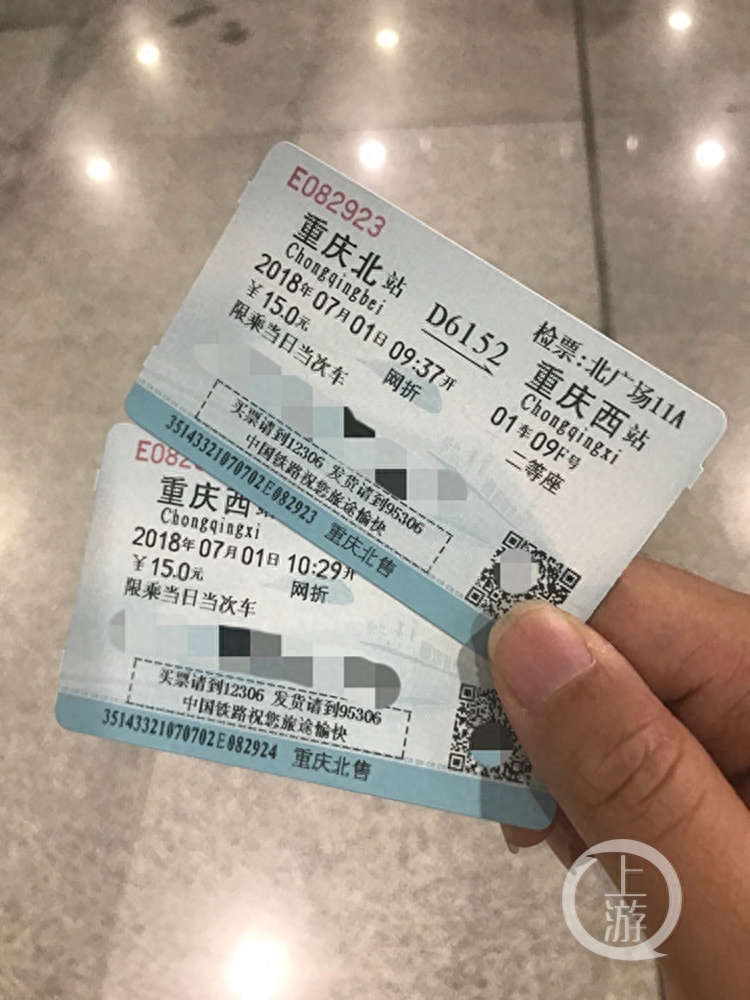 E082923
检票:北广场11A
重庆北站 D6152 重庆西站
Chongqingbei Chongqingxi
2018年07月01日 09:37开 01车09F号
￥15.0元 网折 二等座
限乘当日当次车
买票请到12306 发货请到95306
中国铁路祝您旅途愉快
35143321070702E082923 重庆北售
重庆西
Chongqingxi
2018年07月01日 10:29开
￥15.0元 网折
限乘当日当次车
买票请到12306 发货请到95306
中国铁路祝您旅途愉快
35143321070702E082924 重庆北售
上游